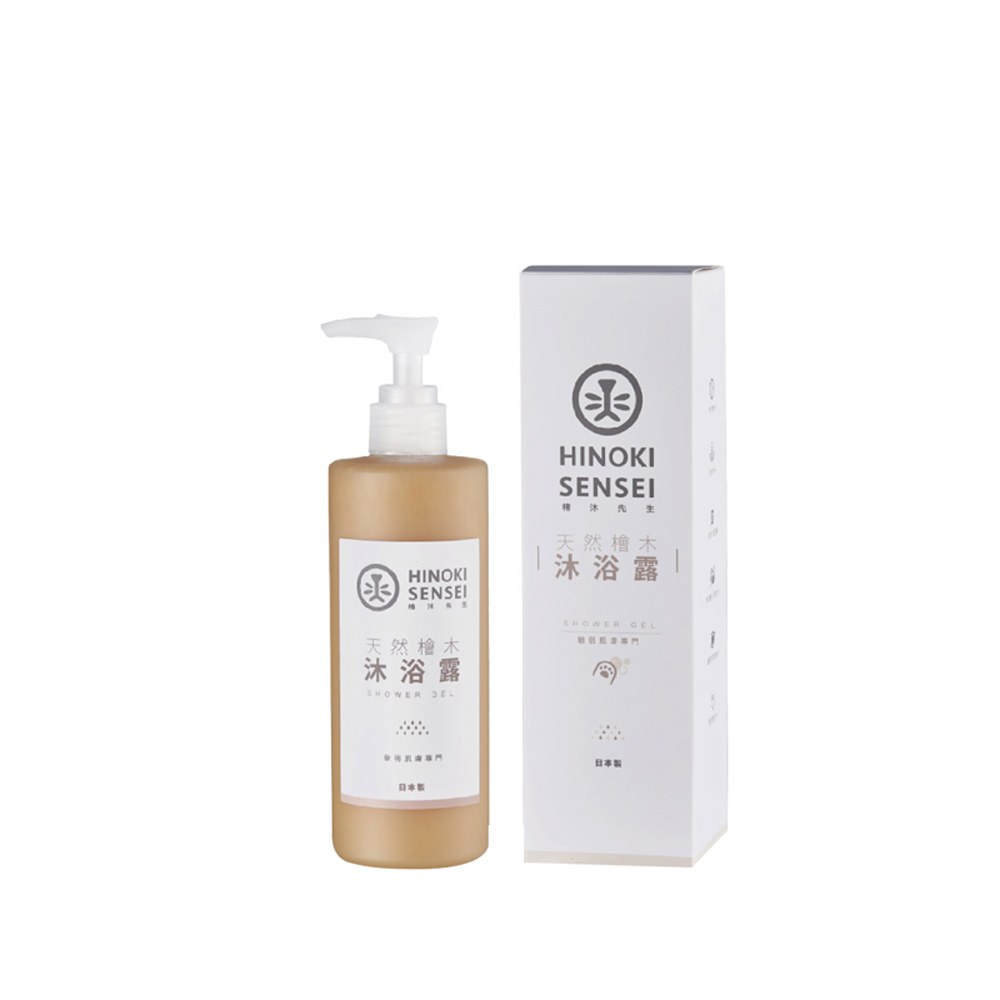 HINOKI
SENSEI
檜沐先生
天然檜木
沐浴露
SHOWER GEL
敏弱肌膚專門
日本製
HINOKI
SENSEI
檜沐先生
天然檜木
沐浴露
SHOWER GEL
敏弱肌膚專門
日本製